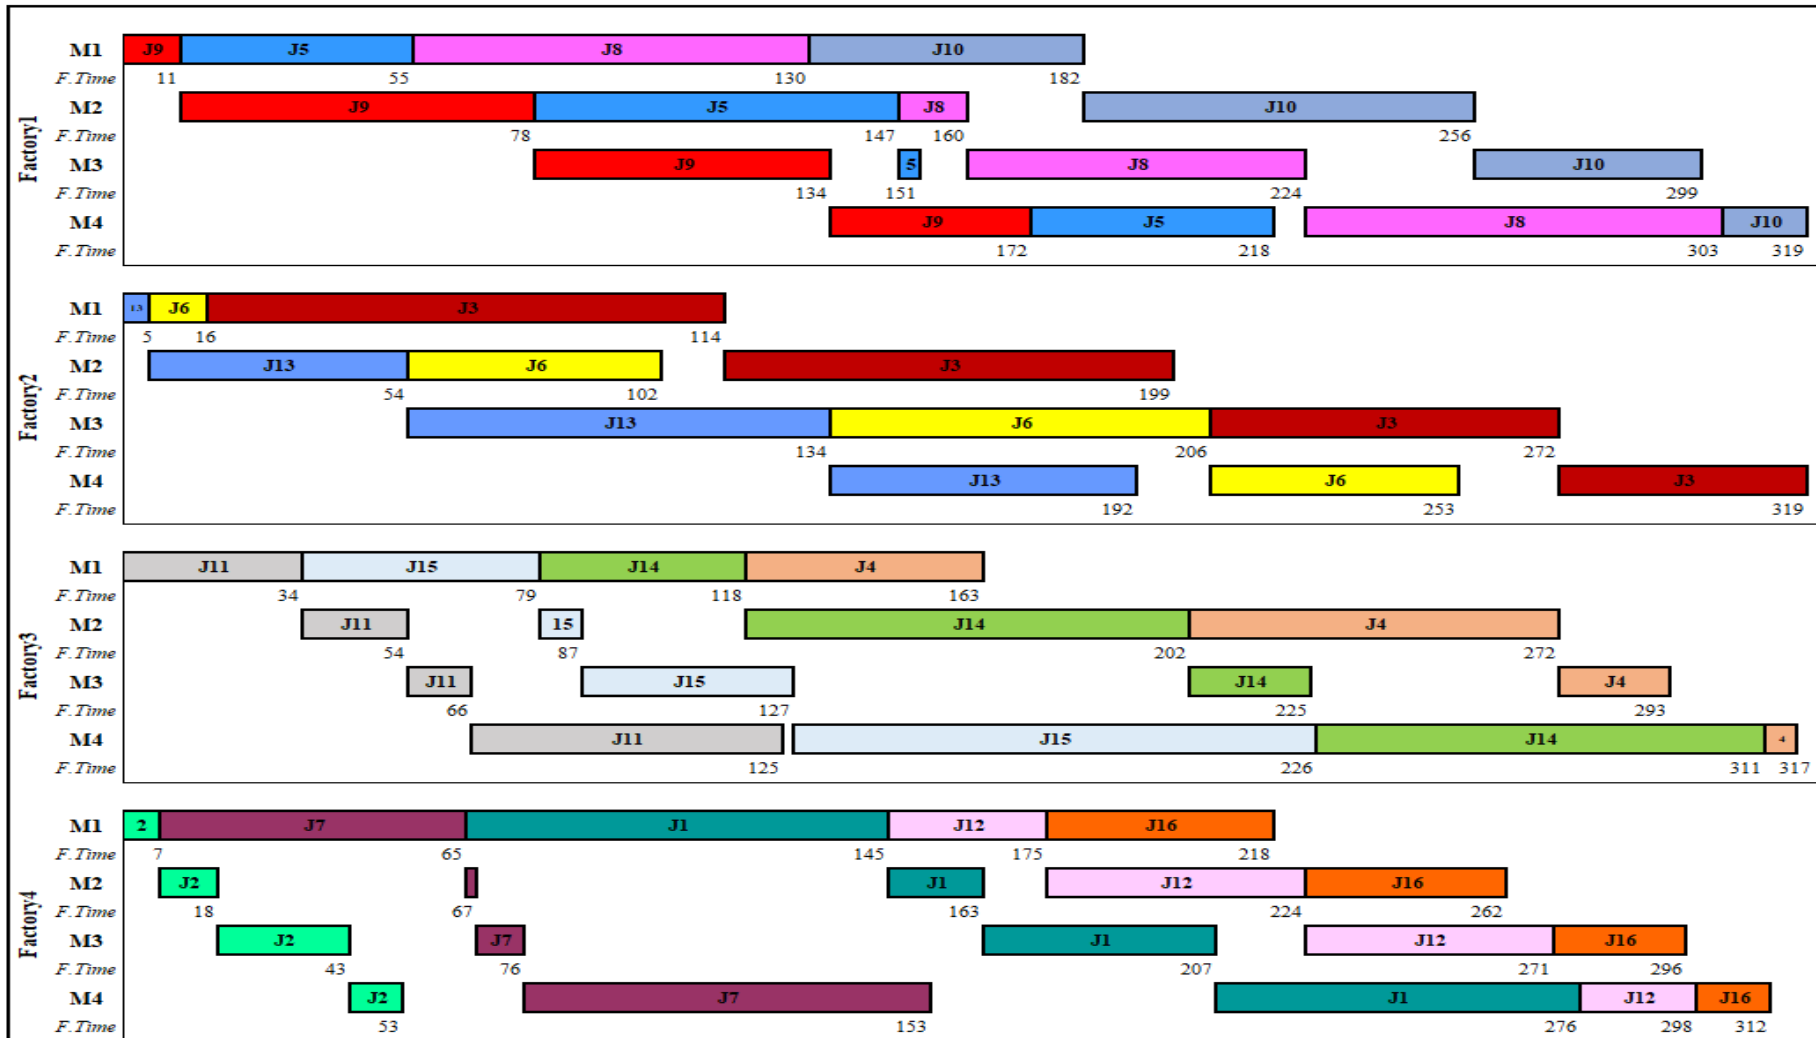 Factory1
M1 J9 J5 J8 J10
F.Time 11 55 130 182
M2 J9 J5 J8 J10
F.Time 78 147 160 256
M3 J9 5 J8 J10
F.Time 134 151 224 299
M4 J9 J5 J8 J10
F.Time 172 218 303 319
Factory2
M1 13 J6 J3
F.Time 5 16 114
M2 J13 J6 J3
F.Time 54 102 199
M3 J13 J6 J3
F.Time 134 206 272
M4 J13 J6 J3
F.Time 192 253 319
Factory3
M1 J11 J15 J14 J4
F.Time 34 79 118 163
M2 J11 15 J14 J4
F.Time 54 87 202 272
M3 J11 J15 J14 J4
F.Time 66 127 225 293
M4 J11 J15 J14 4
F.Time 125 226 311 317
Factory4
M1 2 J7 J1 J12 J16
F.Time 7 65 145 175 218
M2 J2 J1 J12 J16
F.Time 18 67 163 224 262
M3 J2 J7 J1 J12 J16
F.Time 43 76 207 271 296
M4 J2 J7 J1 J12 J16
F.Time 53 153 276 298 312